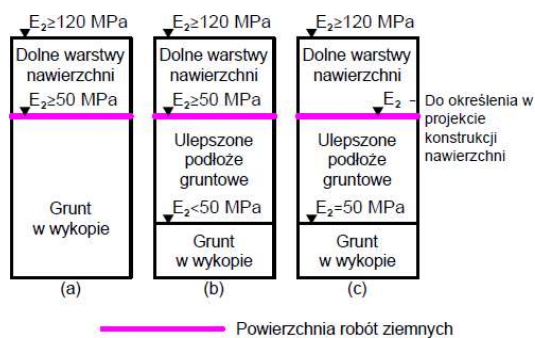 E₂≥120 MPa
Dolne warstwy
nawierzchni
E₂≥50 MPa
Grunt
w wykopie
(a)
E₂≥120 MPa
Dolne warstwy
nawierzchni
E₂≥50 MPa
Ulepszone
podłoże
gruntowe
E₂<50 MPa
Grunt
w wykopie
(b)
E₂≥120 MPa
Dolne warstwy
nawierzchni
E₂ - Do określenia w
projekcie
konstrukcji
nawierzchni
Ulepszone
podłoże
gruntowe
E₂=50 MPa
Grunt
w wykopie
(c)
Powierzchnia robót ziemnych